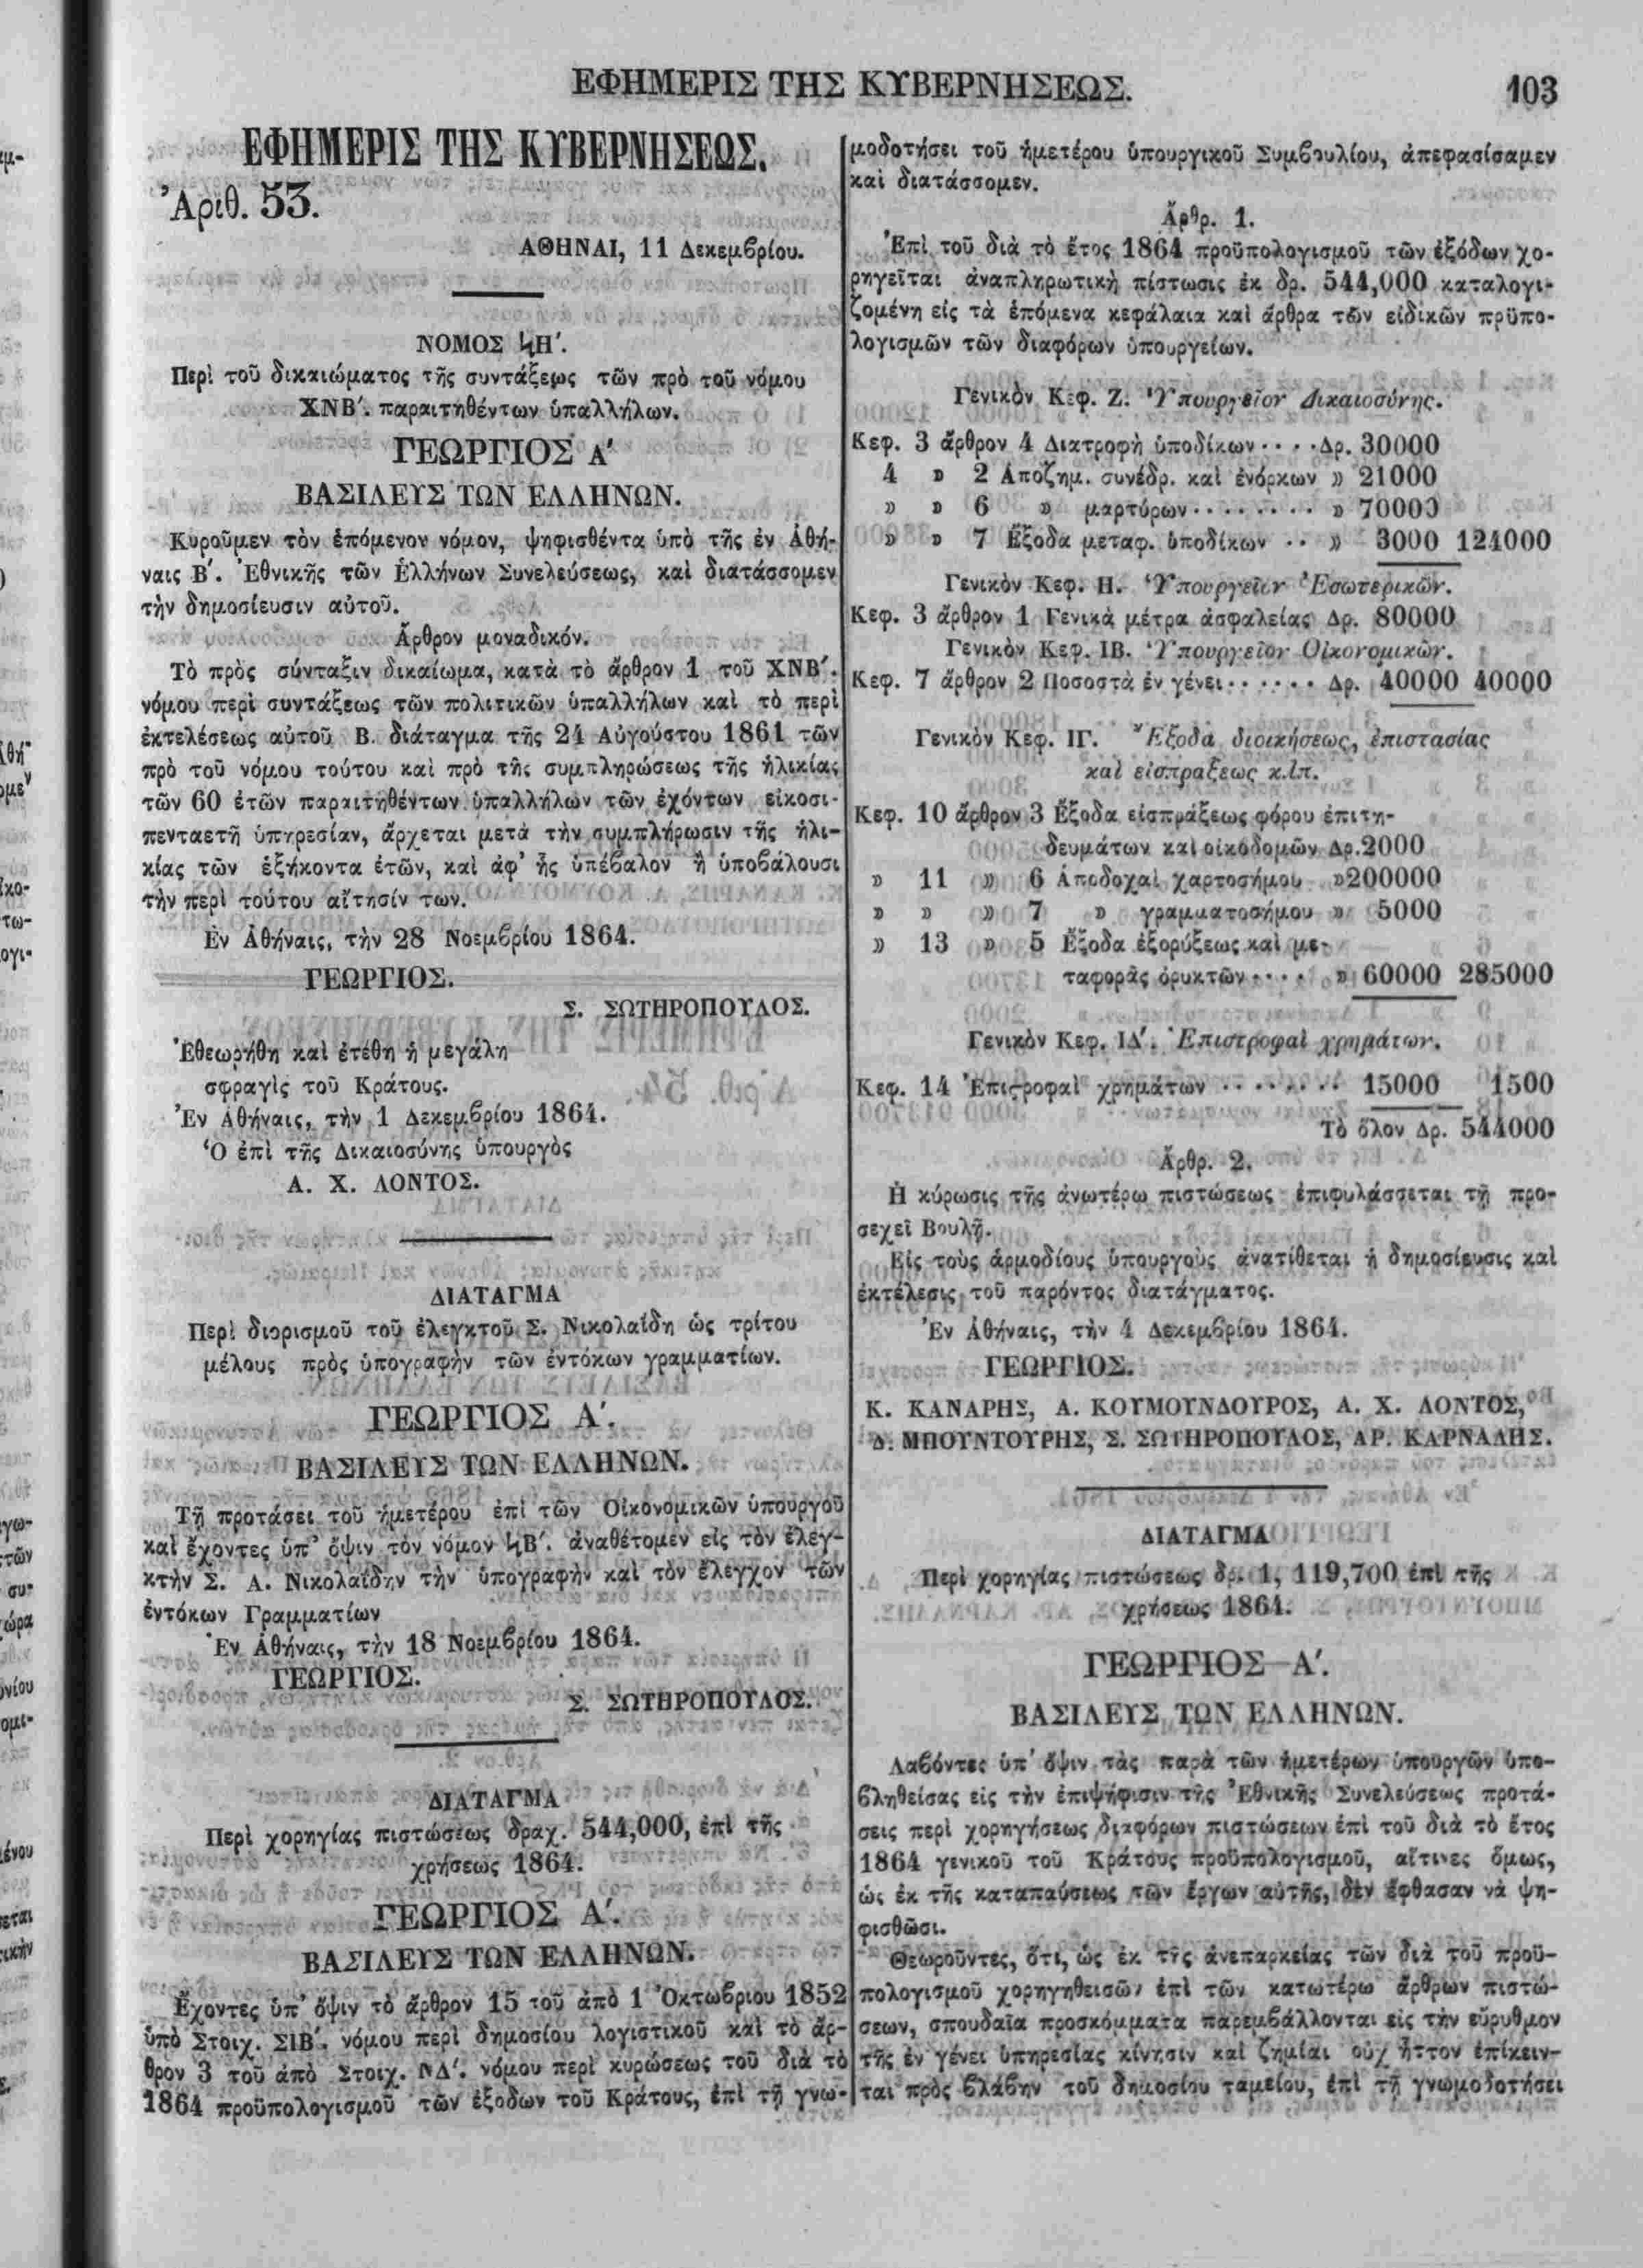 ΕΦΗΜΕΡΙΣ ΤΗΣ ΚΥΒΕΡΝΗΣΕΩΣ.
103
ΕΦΗΜΕΡΙΣ ΤΗΣ ΚΥΒΕΡΝΗΣΕΩΣ.
Ἀριθ. 53.
ΑΘΗΝΑΙ, 11 Δεκεμβρίου.
ΝΟΜΟΣ ϞΗʹ.
Περὶ τοῦ δικαιώματος τῆς συντάξεως τῶν πρὸ τοῦ νόμου
ΧΝΒʹ. παραιτηθέντων ὑπαλλήλων.
ΓΕΩΡΓΙΟΣ Αʹ
ΒΑΣΙΛΕΥΣ ΤΩΝ ΕΛΛΗΝΩΝ.
Κυροῦμεν τὸν ἑπόμενον νόμον, ψηφισθέντα ὑπὸ τῆς ἐν Ἀθή-
ναις Βʹ. Ἐθνικῆς τῶν Ἑλλήνων Συνελεύσεως, καὶ διατάσσομεν
τὴν δημοσίευσιν αὐτοῦ.
Ἄρθρον μοναδικόν.
Τὸ πρὸς σύνταξιν δικαίωμα, κατὰ τὸ ἄρθρον 1 τοῦ ΧΝΒʹ.
νόμου περὶ συντάξεως τῶν πολιτικῶν ὑπαλλήλων καὶ τὸ περὶ
ἐκτελέσεως αὐτοῦ Β. διάταγμα τῆς 24 Αὐγούστου 1861 τῶν
πρὸ τοῦ νόμου τούτου καὶ πρὸ τῆς συμπληρώσεως τῆς ἡλικίας
τῶν 60 ἐτῶν παραιτηθέντων ὑπαλλήλων τῶν ἐχόντων εἰκοσι-
πενταετῆ ὑπηρεσίαν, ἄρχεται μετὰ τὴν συμπλήρωσιν τῆς ἡλι-
κίας τῶν ἑξήκοντα ἐτῶν, καὶ ἀφ' ἧς ὑπέβαλον ἢ ὑποβάλουσι
τὴν περὶ τούτου αἴτησίν των.
Ἐν Ἀθήναις, τὴν 28 Νοεμβρίου 1864.
ΓΕΩΡΓΙΟΣ.
Σ. ΣΩΤΗΡΟΠΟΥΛΟΣ.
Ἐθεωρήθη καὶ ἐτέθη ἡ μεγάλη
σφραγὶς τοῦ Κράτους.
Ἐν Ἀθήναις, τὴν 1 Δεκεμβρίου 1864.
Ὁ ἐπὶ τῆς Δικαιοσύνης ὑπουργὸς
Α. Χ. ΛΟΝΤΟΣ.
ΔΙΑΤΑΓΜΑ
Περὶ διορισμοῦ τοῦ ἐλεγκτοῦ Σ. Νικολαΐδη ὡς τρίτου
μέλους πρὸς ὑπογραφὴν τῶν ἐντόκων γραμματίων.
ΓΕΩΡΓΙΟΣ Αʹ.
ΒΑΣΙΛΕΥΣ ΤΩΝ ΕΛΛΗΝΩΝ.
Τῇ προτάσει τοῦ ἡμετέρου ἐπὶ τῶν Οἰκονομικῶν ὑπουργοῦ
καὶ ἔχοντες ὑπ' ὄψιν τὸν νόμον ϞΒʹ. ἀναθέτομεν εἰς τὸν ἐλεγ-
κτὴν Σ. Α. Νικολαΐδην τὴν ὑπογραφὴν καὶ τὸν ἔλεγχον τῶν
ἐντόκων Γραμματίων
Ἐν Ἀθήναις, τὴν 18 Νοεμβρίου 1864.
ΓΕΩΡΓΙΟΣ.
Σ. ΣΩΤΗΡΟΠΟΥΛΟΣ.
ΔΙΑΤΑΓΜΑ
Περὶ χορηγίας πιστώσεως δραχ. 544,000, ἐπὶ τῆς
χρήσεως 1864.
ΓΕΩΡΓΙΟΣ Αʹ.
ΒΑΣΙΛΕΥΣ ΤΩΝ ΕΛΛΗΝΩΝ.
Ἔχοντες ὑπ' ὄψιν τὸ ἄρθρον 15 τοῦ ἀπὸ 1 Ὀκτωβρίου 1852
ὑπὸ Στοιχ. ΣΙΒʹ. νόμου περὶ δημοσίου λογιστικοῦ καὶ τὸ ἄρ-
θρον 3 τοῦ ἀπὸ Στοιχ. ΝΔʹ. νόμου περὶ κυρώσεως τοῦ διὰ τὸ
1864 προϋπολογισμοῦ τῶν ἐξόδων τοῦ Κράτους, ἐπὶ τῇ γνω-
μοδοτήσει τοῦ ἡμετέρου ὑπουργικοῦ Συμβουλίου, ἀπεφασίσαμεν
καὶ διατάσσομεν.
Ἄρθρ. 1.
Ἐπὶ τοῦ διὰ τὸ ἔτος 1864 προϋπολογισμοῦ τῶν ἐξόδων χο-
ρηγεῖται ἀναπληρωτικὴ πίστωσις ἐκ δρ. 544,000 καταλογι-
ζομένη εἰς τὰ ἑπόμενα κεφάλαια καὶ ἄρθρα τῶν εἰδικῶν πρϋπο-
λογισμῶν τῶν διαφόρων ὑπουργείων.
Γενικὸν Κεφ. Ζ. Ὑπουργεῖον Δικαιοσύνης.
Κεφ. 3 ἄρθρον 4 Διατροφὴ ὑποδίκων . . . . Δρ. 30000
4 » 2 Ἀποζημ. συνέδρ. καὶ ἐνόρκων » 21000
» » 6 » μαρτύρων . . . . . . . . » 70000
» » 7 Ἔξοδα μεταφ. ὑποδίκων . . » 3000 124000
Γενικὸν Κεφ. Η. Ὑπουργεῖον Ἐσωτερικῶν.
Κεφ. 3 ἄρθρον 1 Γενικὰ μέτρα ἀσφαλείας Δρ. 80000
Γενικὸν Κεφ. ΙΒ. Ὑπουργεῖον Οἰκονομικῶν.
Κεφ. 7 ἄρθρον 2 Ποσοστὰ ἐν γένει . . . . . . Δρ. 40000 40000
Γενικὸν Κεφ. ΙΓ. Ἔξοδα διοικήσεως, ἐπιστασίας
καὶ εἰσπράξεως κ.λπ.
Κεφ. 10 ἄρθρον 3 Ἔξοδα εἰσπράξεως φόρου ἐπιτη-
δευμάτων καὶ οἰκοδομῶν Δρ. 2000
» 11 » 6 Ἀποδοχαὶ χαρτοσήμου »200000
» » » 7 » γραμματοσήμου » 5000
» 13 » 5 Ἔξοδα ἐξορύξεως καὶ με-
ταφορᾶς ὀρυκτῶν . . . . » 60000 285000
Γενικὸν Κεφ. ΙΔʹ. Ἐπιστροφαὶ χρημάτων.
Κεφ. 14 Ἐπιστροφαὶ χρημάτων . . . . . . . . 15000 1500
Τὸ ὅλον Δρ. 544000
Ἄρθρ. 2.
Ἡ κύρωσις τῆς ἀνωτέρω πιστώσεως ἐπιφυλάσσεται τῇ προ-
σεχεῖ Βουλῇ.
Εἰς τοὺς ἁρμοδίους ὑπουργοὺς ἀνατίθεται ἡ δημοσίευσις καὶ
ἐκτέλεσις τοῦ παρόντος διατάγματος.
Ἐν Ἀθήναις, τὴν 4 Δεκεμβρίου 1864.
ΓΕΩΡΓΙΟΣ.
Κ. ΚΑΝΑΡΗΣ, Α. ΚΟΥΜΟΥΝΔΟΥΡΟΣ, Α. Χ. ΛΟΝΤΟΣ,
Δ. ΜΠΟΥΝΤΟΥΡΗΣ, Σ. ΣΩΤΗΡΟΠΟΥΛΟΣ, ΑΡ. ΚΑΡΝΑΛΗΣ.
ΔΙΑΤΑΓΜΑ
Περὶ χορηγίας πιστώσεως δρ. 1,119,700 ἐπὶ τῆς
χρήσεως 1864.
ΓΕΩΡΓΙΟΣ Αʹ.
ΒΑΣΙΛΕΥΣ ΤΩΝ ΕΛΛΗΝΩΝ.
Λαβόντες ὑπ' ὄψιν τὰς παρὰ τῶν ἡμετέρων ὑπουργῶν ὑπο-
βληθείσας εἰς τὴν ἐπιψήφισιν τῆς Ἐθνικῆς Συνελεύσεως προτά-
σεις περὶ χορηγήσεως διαφόρων πιστώσεων ἐπὶ τοῦ διὰ τὸ ἔτος
1864 γενικοῦ τοῦ Κράτους προϋπολογισμοῦ, αἵτινες ὅμως,
ὡς ἐκ τῆς καταπαύσεως τῶν ἔργων αὐτῆς, δὲν ἔφθασαν νὰ ψη-
φισθῶσι.
Θεωροῦντες, ὅτι, ὡς ἐκ τῆς ἀνεπαρκείας τῶν διὰ τοῦ προϋ-
πολογισμοῦ χορηγηθεισῶν ἐπὶ τῶν κατωτέρω ἄρθρων πιστώ-
σεων, σπουδαῖα προσκόμματα παρεμβάλλονται εἰς τὴν εὔρυθμον
τῆς ἐν γένει ὑπηρεσίας κίνησιν καὶ ζημίαι οὐχ ἧττον ἐπίκειν-
ται πρὸς βλάβην τοῦ δημοσίου ταμείου, ἐπὶ τῇ γνωμοδοτήσει